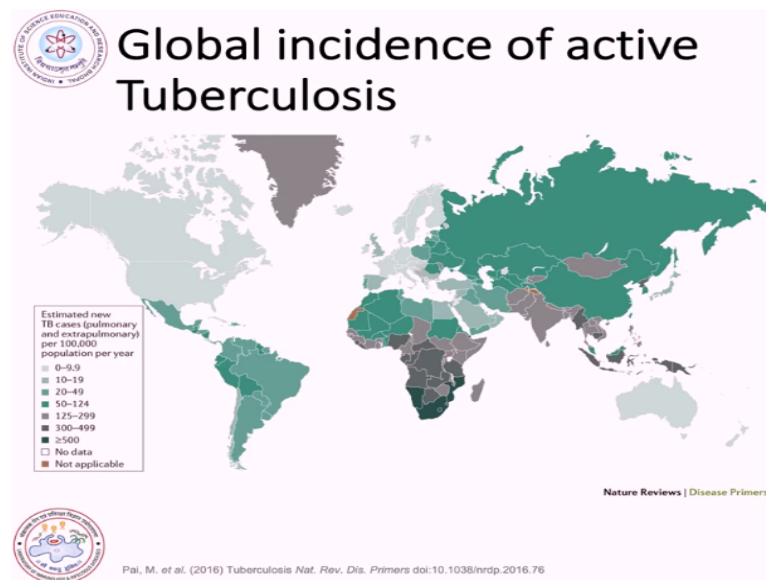 Global incidence of active
Tuberculosis
Estimated new
TB cases (pulmonary
and extrapulmonary)
per 100,000
population per year
0–9.9
10–19
20–49
50–124
125–299
300–499
≥500
No data
Not applicable
Nature Reviews | Disease Primers
Pai, M. et al. (2016) Tuberculosis Nat. Rev. Dis. Primers doi:10.1038/nrdp.2016.76